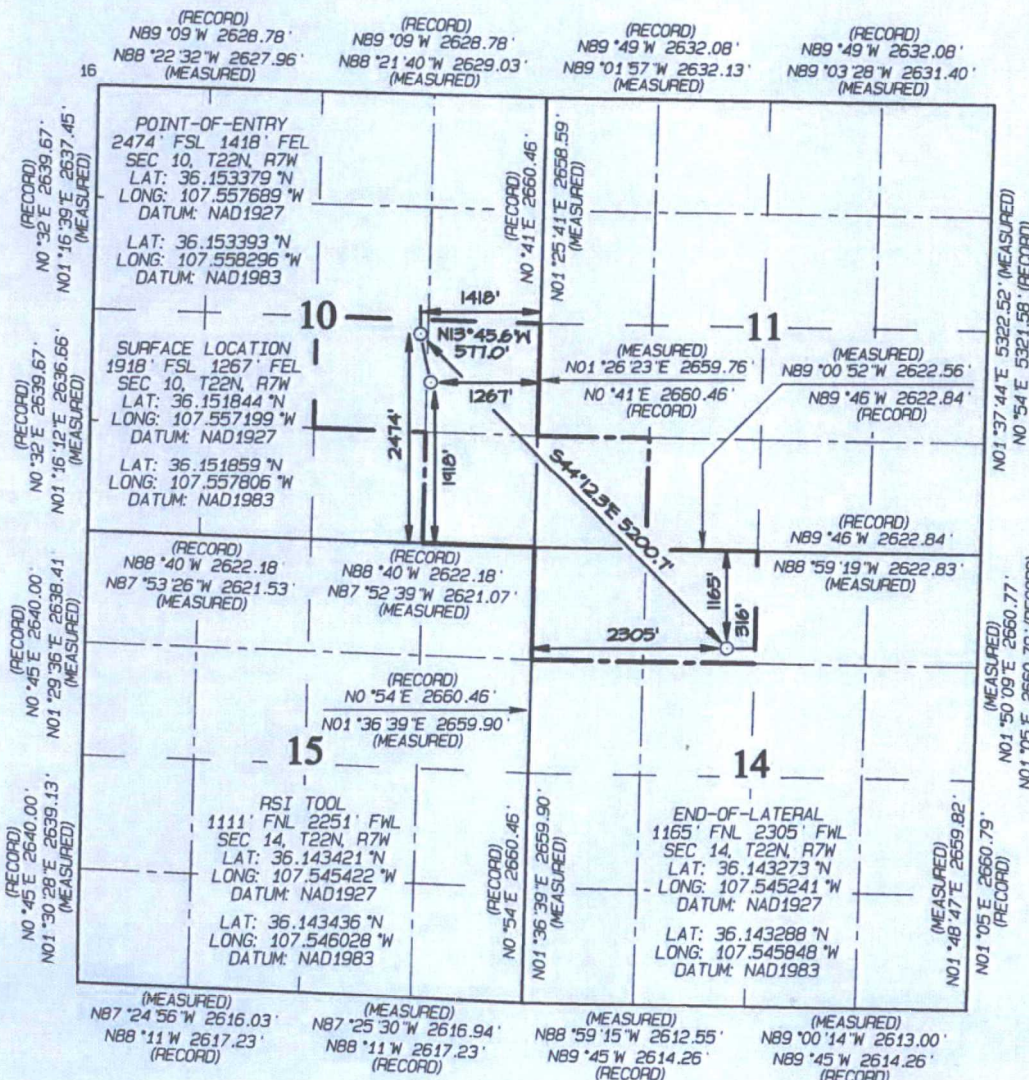 (RECORD)
N89°09'W 2628.78'
N88°22'32"W 2627.96'
(MEASURED)
(RECORD)
N89°09'W 2628.78'
N88°21'40"W 2629.03'
(MEASURED)
(RECORD)
N89°49'W 2632.08'
N89°01'57"W 2632.13'
(MEASURED)
(RECORD)
N89°49'W 2632.08'
N89°03'28"W 2631.40'
(MEASURED)
16
(RECORD)
N0°32'E 2639.67'
N01°16'39"E 2637.45'
(MEASURED)
POINT-OF-ENTRY
2474' FSL 1418' FEL
SEC 10, T22N, R7W
LAT: 36.153379°N
LONG: 107.557689°W
DATUM: NAD1927
LAT: 36.153393°N
LONG: 107.558296°W
DATUM: NAD1983
(RECORD)
N0°41'E 2660.46'
N01°25'41"E 2658.59'
(MEASURED)
N01°37'44"E 5322.52' (MEASURED)
N0°54'E 5321.58' (RECORD)
10
1418'
N13°45.6'W
577.0'
11
(RECORD)
N0°32'E 2639.67'
N01°16'12"E 2636.66'
(MEASURED)
SURFACE LOCATION
1918' FSL 1267' FEL
SEC 10, T22N, R7W
LAT: 36.151844°N
LONG: 107.557199°W
DATUM: NAD1927
LAT: 36.151859°N
LONG: 107.557806°W
DATUM: NAD1983
1267'
2474'
1918'
(MEASURED)
N01°26'23"E 2659.76'
N0°41'E 2660.46'
(RECORD)
(MEASURED)
N89°00'52"W 2622.56'
N89°46'W 2622.84'
(RECORD)
S44°12.3'E 5200.7'
(RECORD)
N88°40'W 2622.18'
N87°53'26"W 2621.53'
(MEASURED)
(RECORD)
N88°40'W 2622.18'
N87°52'39"W 2621.07'
(MEASURED)
(RECORD)
N89°46'W 2622.84'
N88°59'19"W 2622.83'
(MEASURED)
1165'
316'
2305'
(RECORD)
N0°45'E 2640.00'
N01°29'36"E 2638.41'
(MEASURED)
(RECORD)
N0°54'E 2660.46'
N01°36'39"E 2659.90'
(MEASURED)
(MEASURED)
N01°50'09"E 2660.77'
N01°05'E 2660.79'
15
14
(RECORD)
N0°45'E 2640.00'
N01°30'28"E 2639.13'
(MEASURED)
RSI TOOL
1111' FNL 2251' FWL
SEC 14, T22N, R7W
LAT: 36.143421°N
LONG: 107.545422°W
DATUM: NAD1927
LAT: 36.143436°N
LONG: 107.546028°W
DATUM: NAD1983
(RECORD)
N0°54'E 2660.46'
N01°36'39"E 2659.90'
(MEASURED)
END-OF-LATERAL
1165' FNL 2305' FWL
SEC 14, T22N, R7W
LAT: 36.143273°N
LONG: 107.545241°W
DATUM: NAD1927
LAT: 36.143288°N
LONG: 107.545848°W
DATUM: NAD1983
(MEASURED)
N01°48'47"E 2659.82'
N01°05'E 2660.79'
(RECORD)
(MEASURED)
N87°24'56"W 2616.03'
N88°11'W 2617.23'
(RECORD)
(MEASURED)
N87°25'30"W 2616.94'
N88°11'W 2617.23'
(RECORD)
(MEASURED)
N88°59'15"W 2612.55'
N89°45'W 2614.26'
(RECORD)
(MEASURED)
N89°00'14"W 2613.00'
N89°45'W 2614.26'
(RECORD)